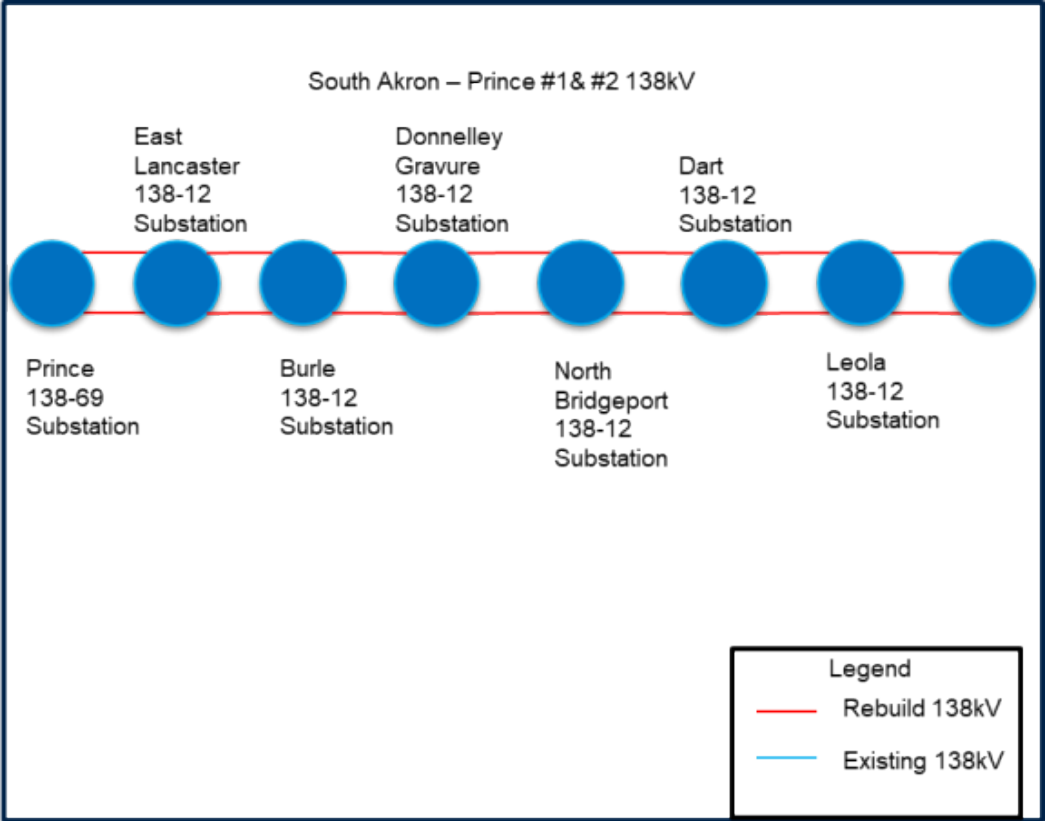 South Akron – Prince #1& #2 138kV
East
Lancaster
138-12
Substation
Donnelley
Gravure
138-12
Substation
Dart
138-12
Substation
Prince
138-69
Substation
Burle
138-12
Substation
North
Bridgeport
138-12
Substation
Leola
138-12
Substation
Legend
Rebuild 138kV
Existing 138kV